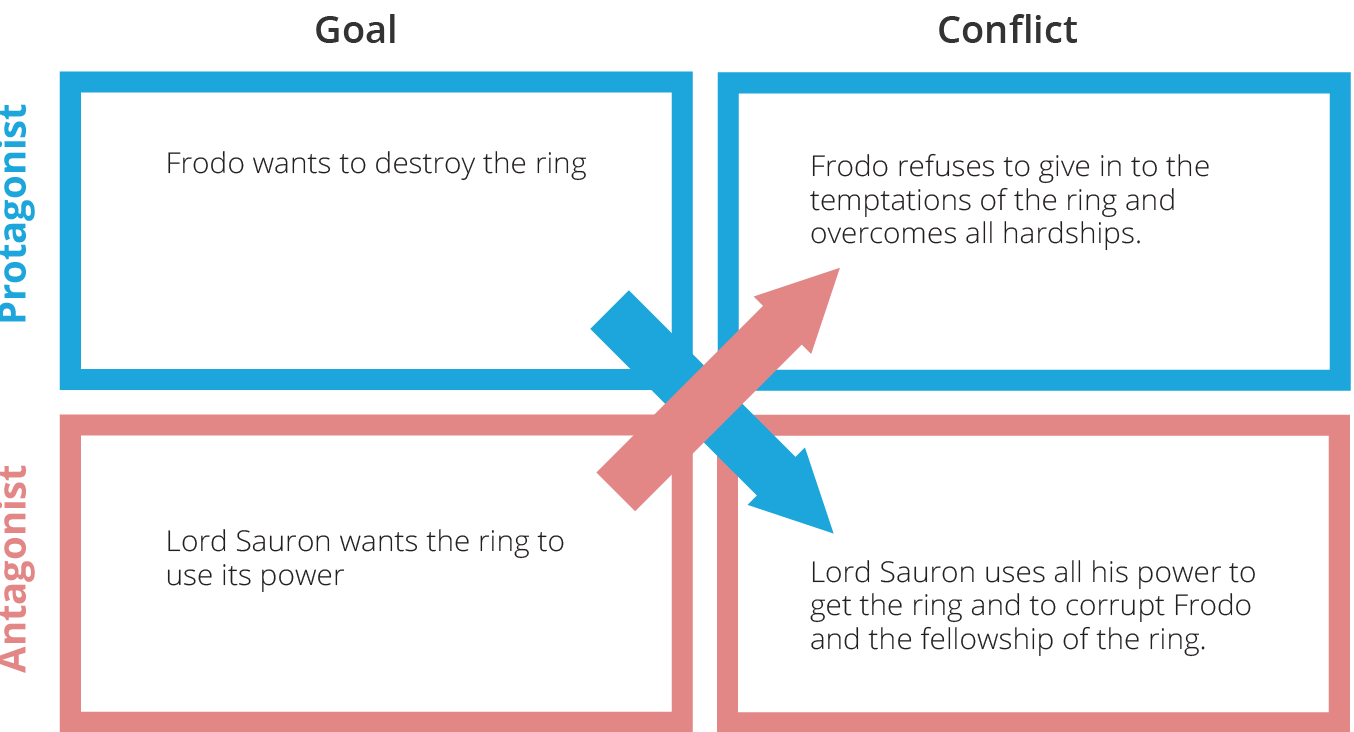 Goal
Conflict
Protagonist
Frodo wants to destroy the ring
Frodo refuses to give in to the
temptations of the ring and
overcomes all hardships.
Antagonist
Lord Sauron wants the ring to
use its power
Lord Sauron uses all his power to
get the ring and to corrupt Frodo
and the fellowship of the ring.